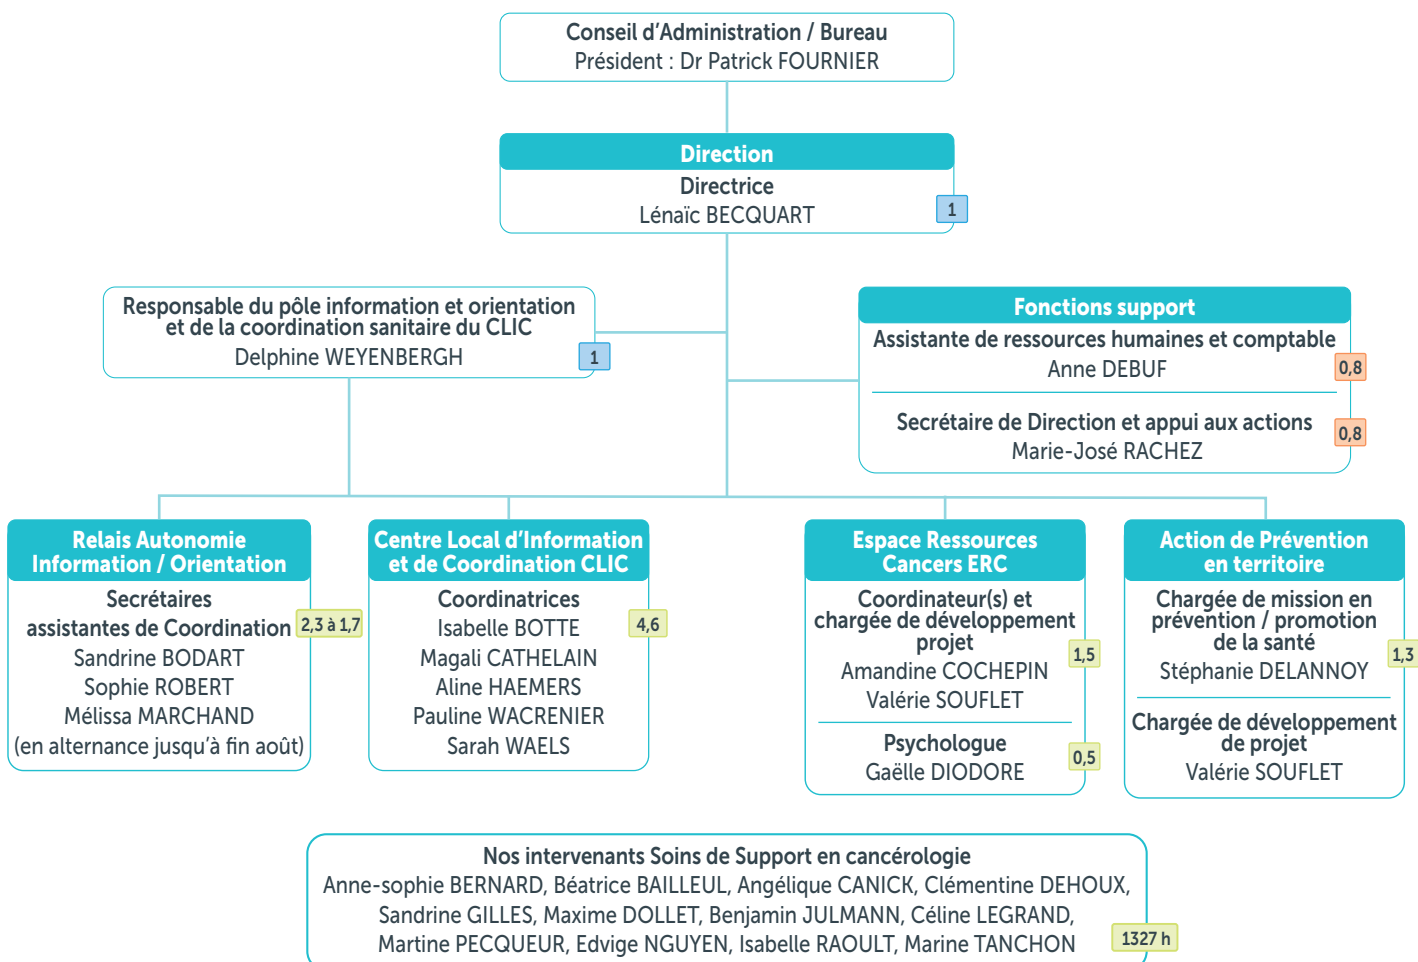 Conseil d’Administration / Bureau
Président : Dr Patrick FOURNIER
Direction
Directrice
Lénaïc BECQUART
1
Responsable du pôle information et orientation
et de la coordination sanitaire du CLIC
Delphine WEYENBERGH
1
Fonctions support
Assistante de ressources humaines et comptable
Anne DEBUF
0,8
Secrétaire de Direction et appui aux actions
Marie-José RACHEZ
0,8
Relais Autonomie
Information / Orientation
Secrétaires
assistantes de Coordination
2,3 à 1,7
Sandrine BODART
Sophie ROBERT
Mélissa MARCHAND
(en alternance jusqu’à fin août)
Centre Local d’Information
et de Coordination CLIC
Coordinatrices
Isabelle BOTTE
4,6
Magali CATHELAIN
Aline HAEMERS
Pauline WACRENIER
Sarah WAELS
Espace Ressources
Cancers ERC
Coordinateur(s) et
chargée de développement
projet
1,5
Amandine COCHEPIN
Valérie SOUFLET
Psychologue
0,5
Gaëlle DIODORE
Action de Prévention
en territoire
Chargée de mission en
prévention / promotion
de la santé
1,3
Stéphanie DELANNOY
Chargée de développement
de projet
Valérie SOUFLET
Nos intervenants Soins de Support en cancérologie
Anne-sophie BERNARD, Béatrice BAILLEUL, Angélique CANICK, Clémentine DEHOUX,
Sandrine GILLES, Maxime DOLLET, Benjamin JULMANN, Céline LEGRAND,
Martine PECQUEUR, Edvige NGUYEN, Isabelle RAOULT, Marine TANCHON
1327 h